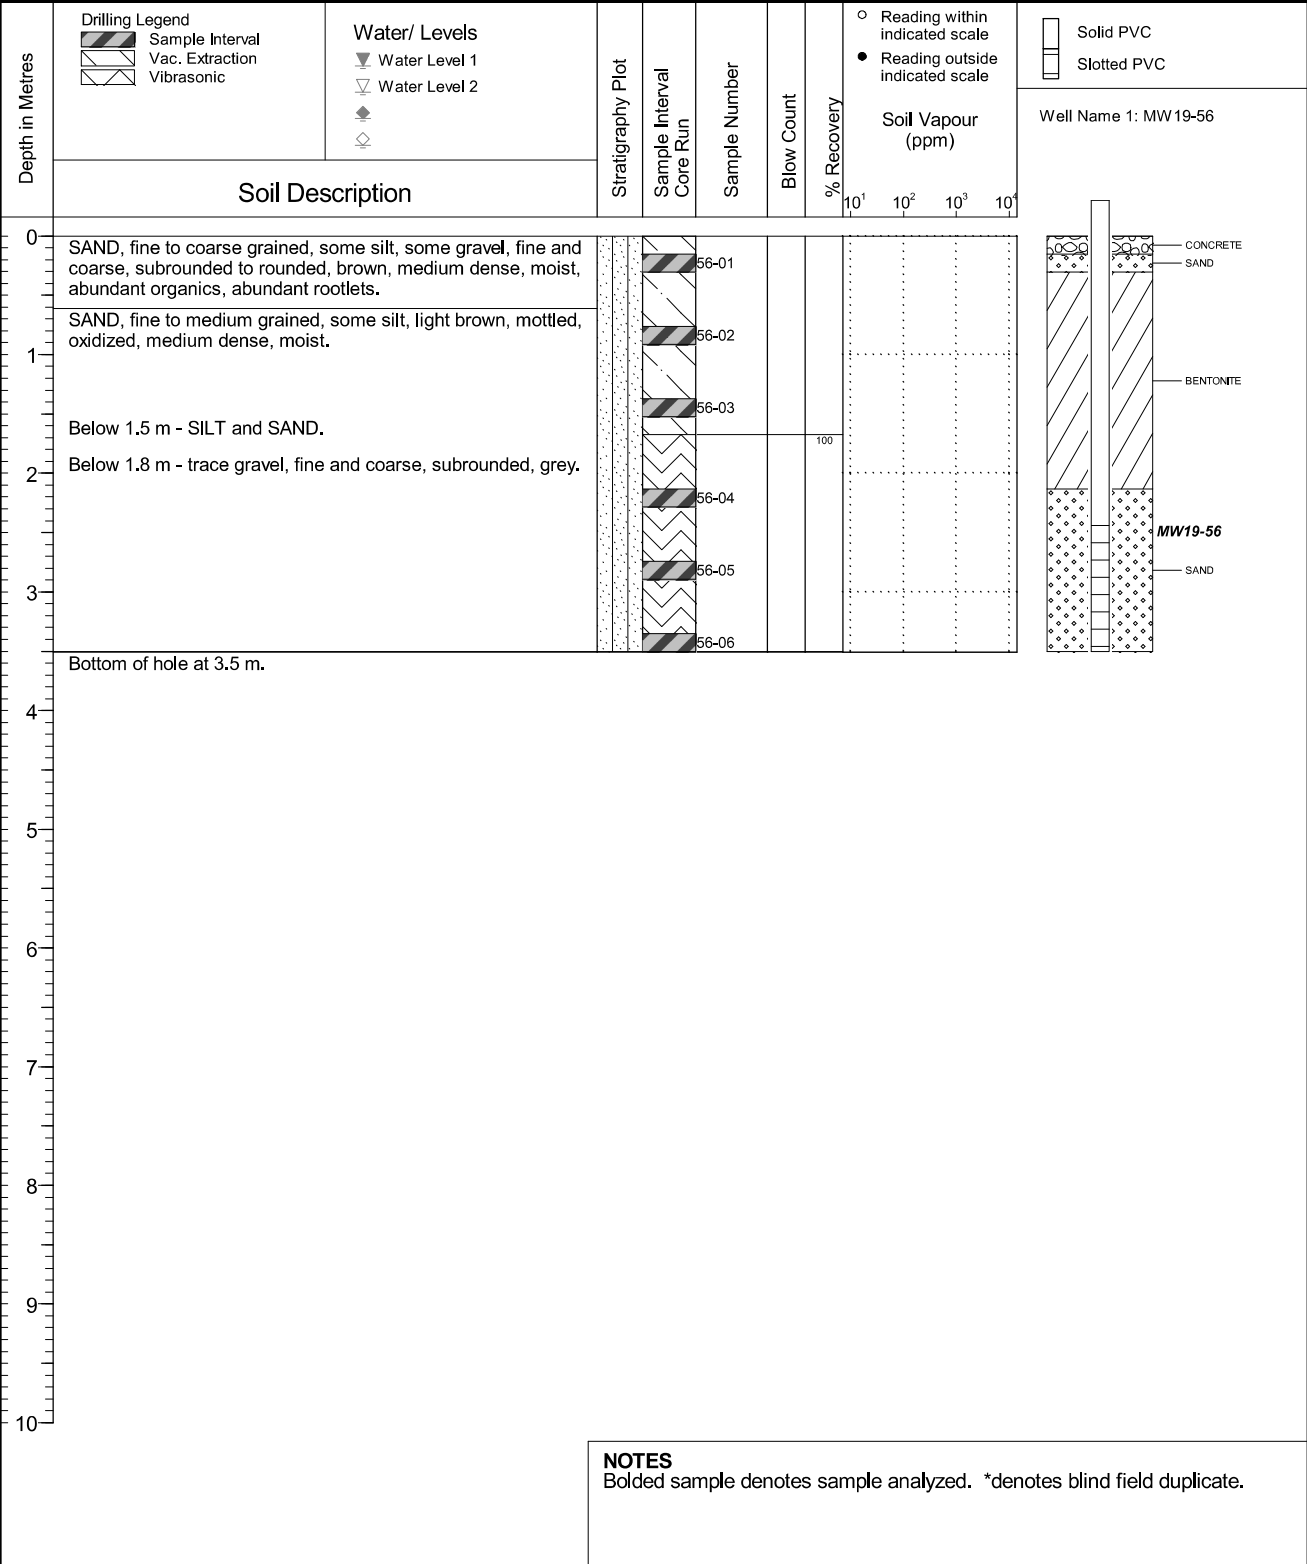 Depth in Metres
Drilling Legend
Sample Interval
Vac. Extraction
Vibrasonic
Water/ Levels
Water Level 1
Water Level 2
Soil Description
Stratigraphy Plot
Sample Interval
Core Run
Sample Number
Blow Count
% Recovery
Reading within
indicated scale
Reading outside
indicated scale
Soil Vapour
(ppm)
10¹ 10² 10³ 10⁴
Solid PVC
Slotted PVC
Well Name 1: MW19-56
0
SAND, fine to coarse grained, some silt, some gravel, fine and
coarse, subrounded to rounded, brown, medium dense, moist,
abundant organics, abundant rootlets.
56-01
CONCRETE
SAND
SAND, fine to medium grained, some silt, light brown, mottled,
oxidized, medium dense, moist.
56-02
1
BENTONITE
56-03
Below 1.5 m - SILT and SAND.
100
Below 1.8 m - trace gravel, fine and coarse, subrounded, grey.
2
56-04
MW19-56
56-05
SAND
3
56-06
Bottom of hole at 3.5 m.
4
5
6
7
8
9
10
NOTES
Bolded sample denotes sample analyzed. *denotes blind field duplicate.